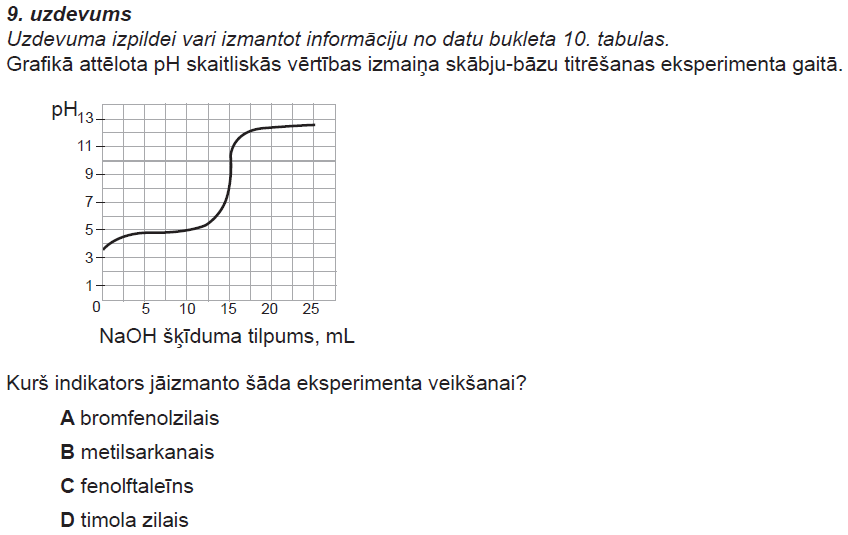 9. uzdevums
Uzdevuma izpildei vari izmantot informāciju no datu bukleta 10. tabulas.
Grafikā attēlota pH skaitliskās vērtības izmaiņa skābju-bāzu titrēšanas eksperimenta gaitā.
pH
13
11
9
7
5
3
1
0 5 10 15 20 25
NaOH šķīduma tilpums, mL
Kurš indikators jāizmanto šāda eksperimenta veikšanai?
A bromfenolzilais
B metilsarkanais
C fenolftaleīns
D timola zilais